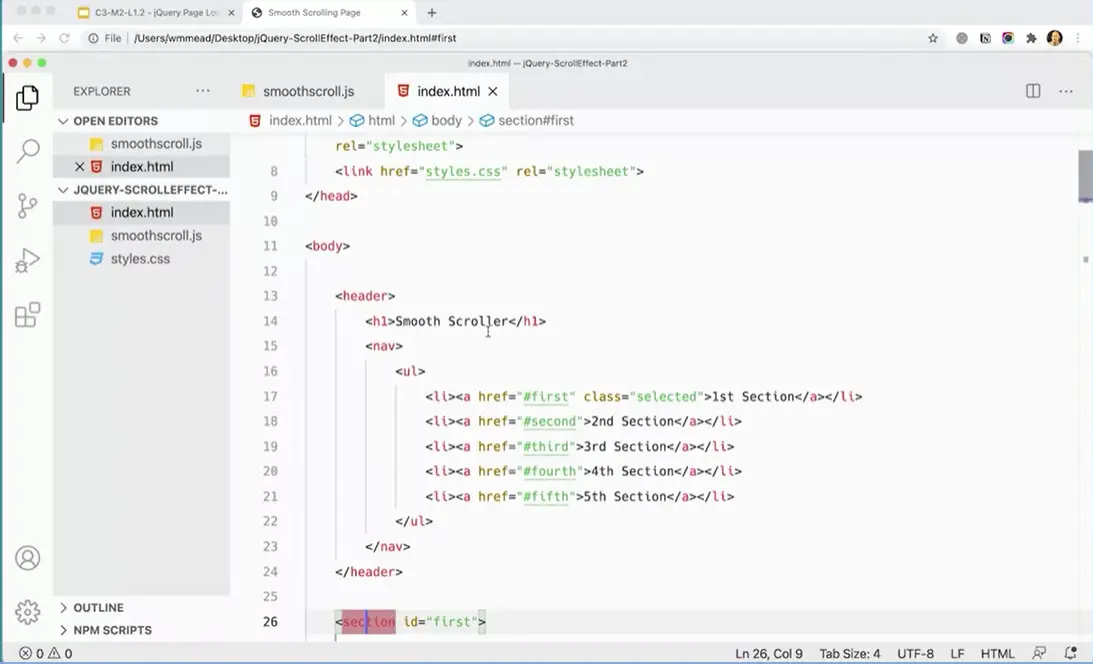 C3-M2-L1.2 - jQuery Page Loc
Smooth Scrolling Page
File /Users/wmmead/Desktop/jQuery-ScrollEffect-Part2/index.html#first
index.html — jQuery-ScrollEffect-Part2
EXPLORER
smoothscroll.js
index.html
OPEN EDITORS
index.html > html > body > section#first
smoothscroll.js
index.html
JQUERY-SCROLLEFFECT-...
index.html
smoothscroll.js
styles.css
rel="stylesheet">
8 <link href="styles.css" rel="stylesheet">
9 </head>
10
11 <body>
12
13 <header>
14 <h1>Smooth Scroller</h1>
15 <nav>
16 <ul>
17 <li><a href="#first" class="selected">1st Section</a></li>
18 <li><a href="#second">2nd Section</a></li>
19 <li><a href="#third">3rd Section</a></li>
20 <li><a href="#fourth">4th Section</a></li>
21 <li><a href="#fifth">5th Section</a></li>
22 </ul>
23 </nav>
24 </header>
25
26 <section id="first">
OUTLINE
NPM SCRIPTS
0 0
Ln 26, Col 9 Tab Size: 4 UTF-8 LF HTML